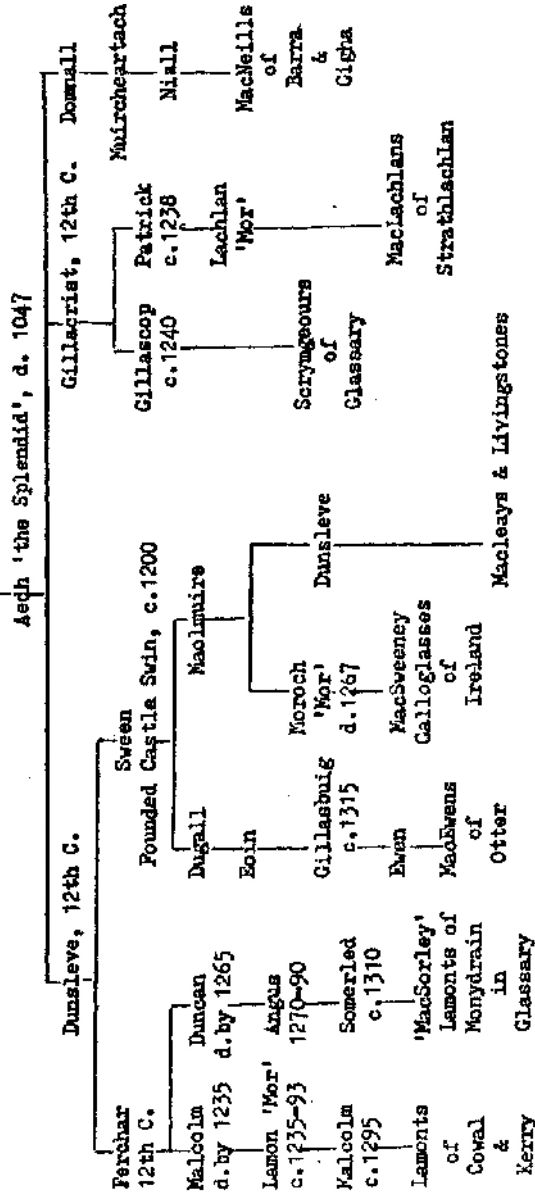 Aedh 'the Splendid', d. 1047
Dunsleve, 12th C.
Gillacrist, 12th C.
Domnall
Ferchar
12th C.
Sween
Founded Castle Swin, c.1200
Malcolm
d.by 1235
Lamon 'Mor'
c.1235-93
Malcolm
c.1295
Lamonts
of
Cowal
&
Kerry
Duncan
d.by 1265
Angus
1270-90
Somerled
c.1310
'MacSorley'
Lamonts of
Monydrain
in
Glassary
Dugall
Eoin
Gillasbuig
c.1315
Ewen
MacEwens
of
Otter
Maolmuire
Moroch
'Mor'
d.1267
MacSweeney
Galloglasses
of
Ireland
Dunsleve
Macleays & Livingstones
Gillascop
c.1240
Scrymgeours
of
Glassary
Patrick
c.1238
Lachlan
'Mor'
MacLachlans
of
Strathlachlan
Muircheartach
Niall
MacNeills
of
Barra
&
Gigha